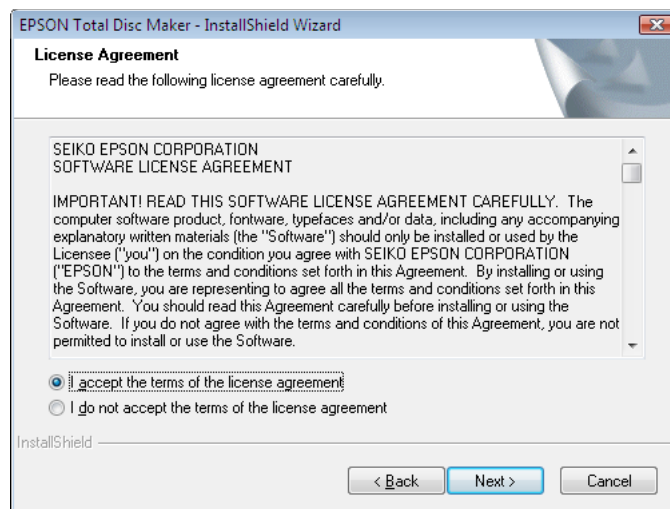 EPSON Total Disc Maker - InstallShield Wizard
License Agreement
Please read the following license agreement carefully.
SEIKO EPSON CORPORATION
SOFTWARE LICENSE AGREEMENT
IMPORTANT! READ THIS SOFTWARE LICENSE AGREEMENT CAREFULLY. The
computer software product, fontware, typefaces and/or data, including any accompanying
explanatory written materials (the "Software") should only be installed or used by the
Licensee ("you") on the condition you agree with SEIKO EPSON CORPORATION
("EPSON") to the terms and conditions set forth in this Agreement. By installing or using
the Software, you are representing to agree all the terms and conditions set forth in this
Agreement. You should read this Agreement carefully before installing or using the
Software. If you do not agree with the terms and conditions of this Agreement, you are not
permitted to install or use the Software.
I accept the terms of the license agreement
I do not accept the terms of the license agreement
InstallShield
< Back Next > Cancel